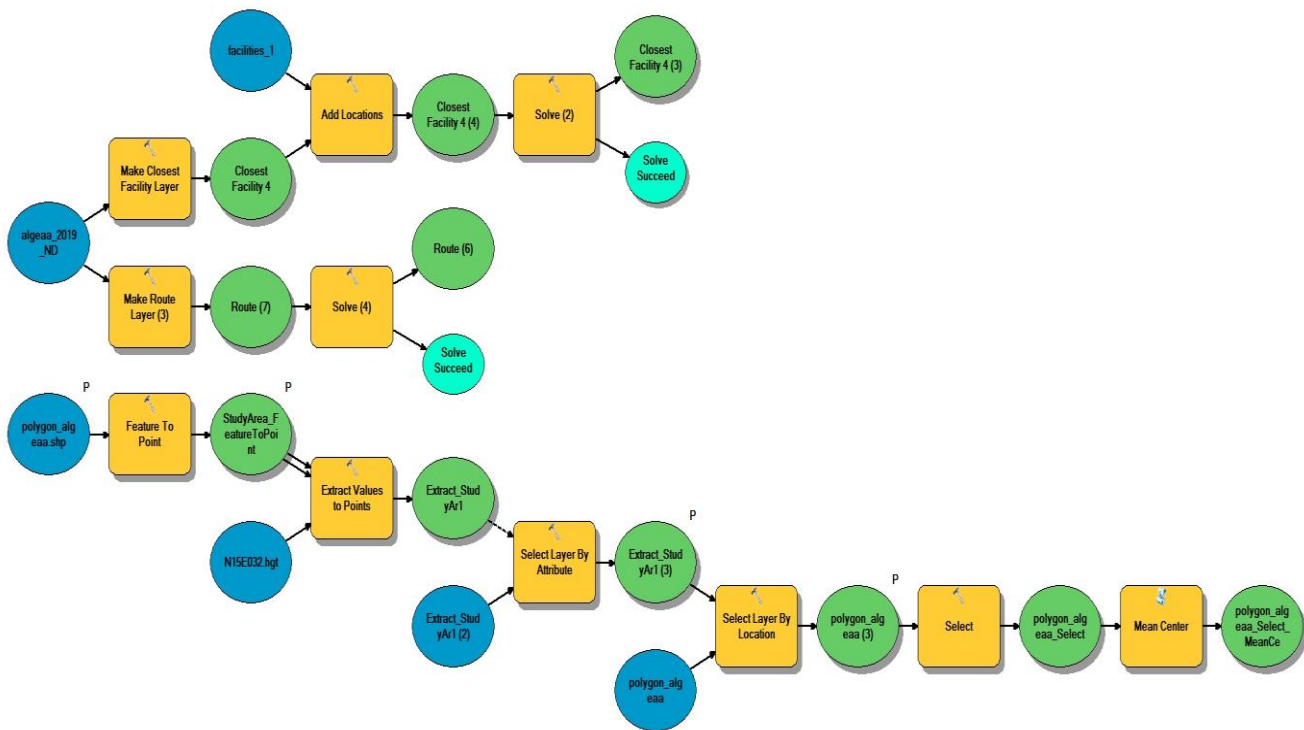 facilities_1
Closest
Facility 4 (3)
Add Locations
Closest
Facility 4 (4)
Solve (2)
Make Closest
Facility Layer
Closest
Facility 4
Solve
Succeed
algeaa_2019
_ND
Route (6)
Make Route
Layer (3)
Route (7)
Solve (4)
Solve
Succeed
P
P
polygon_alg
eaa.shp
Feature To
Point
StudyArea_F
eatureToPoi
nt
Extract Values
to Points
Extract_Stud
yAr1
N15E032.hgt
P
Select Layer By
Attribute
Extract_Stud
yAr1 (3)
P
Extract_Stud
yAr1 (2)
Select Layer By
Location
polygon_alg
eaa (3)
Select
polygon_alg
eaa_Select
Mean Center
polygon_alg
eaa_Select_
MeanCe
polygon_alg
eaa